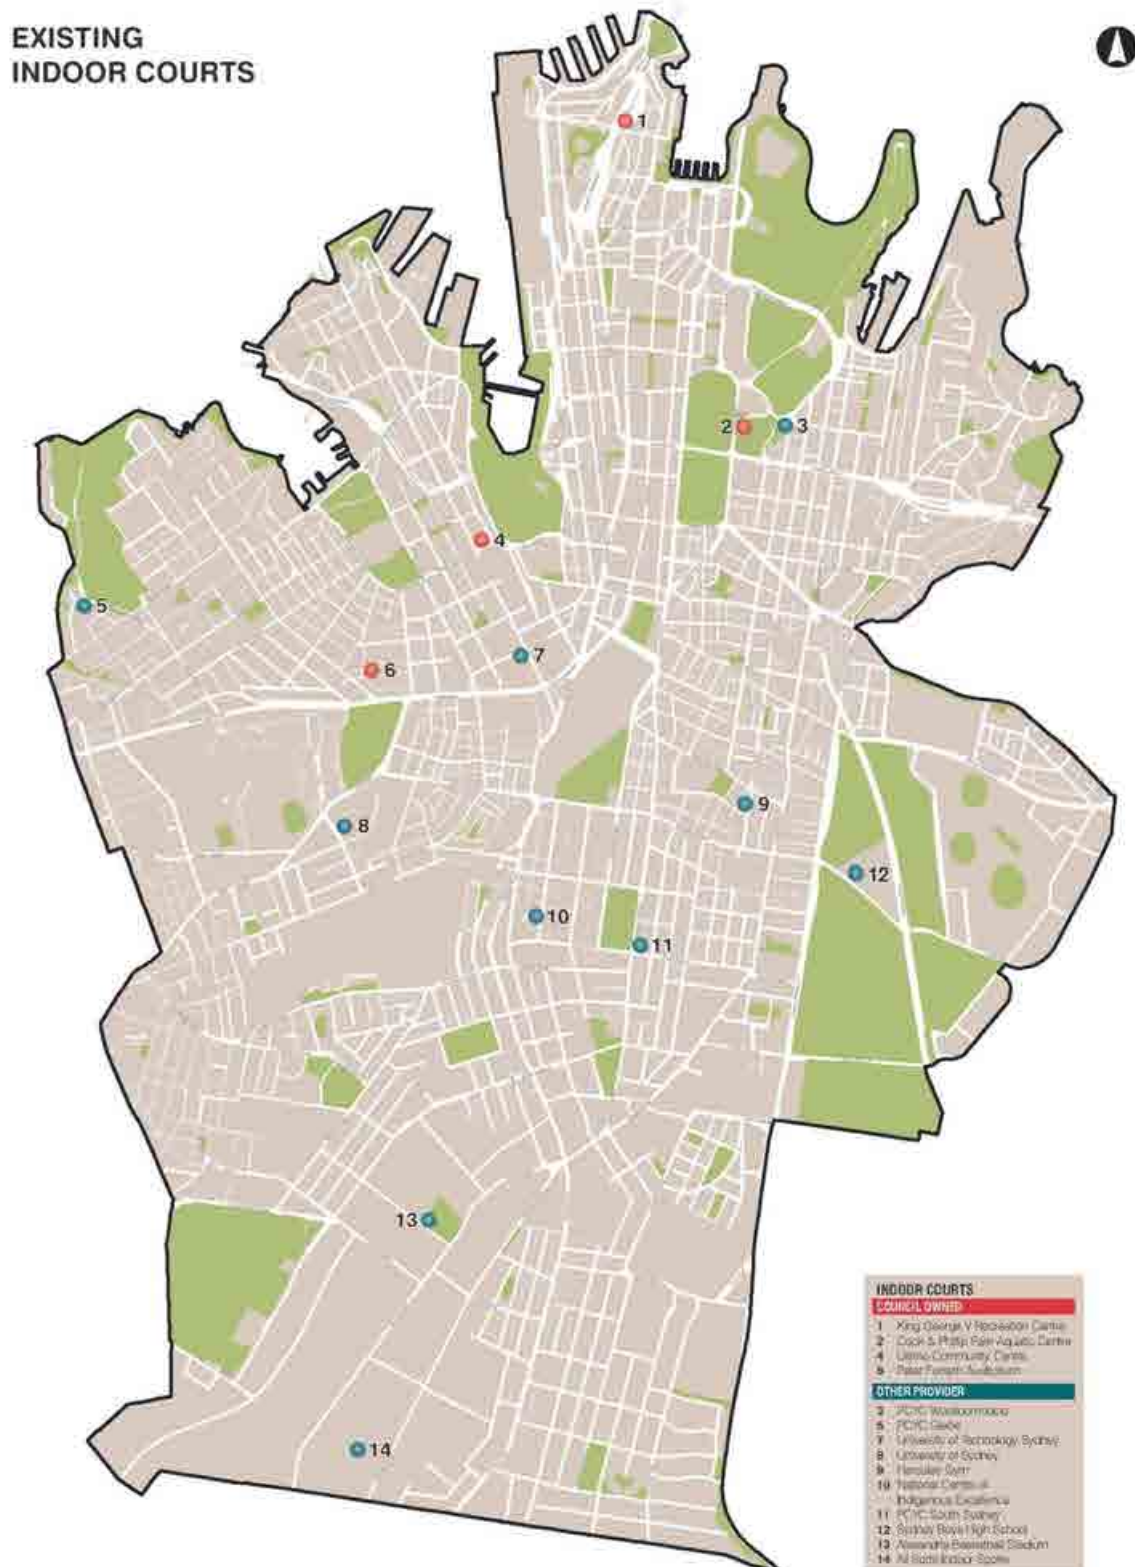 EXISTING
INDOOR COURTS
1
2
3
4
5
6
7
8
9
10
11
12
13
14
INDOOR COURTS
COUNCIL OWNED
1 King George V Recreation Centre
2 Cook & Phillip Park Aquatic Centre
4 Community Centre
6 Peter Forsyth Auditorium
OTHER PROVIDER
3 PCYC Woolloomooloo
5 PCYC Glebe
7 University of Technology Sydney
8 University of Sydney
9 Hercules Gym
10 National Centre of
Indigenous Excellence
11 PCYC South Sydney
12 Sydney Boys High School
13 Alexandria Basketball Stadium
14 Indoor Sports